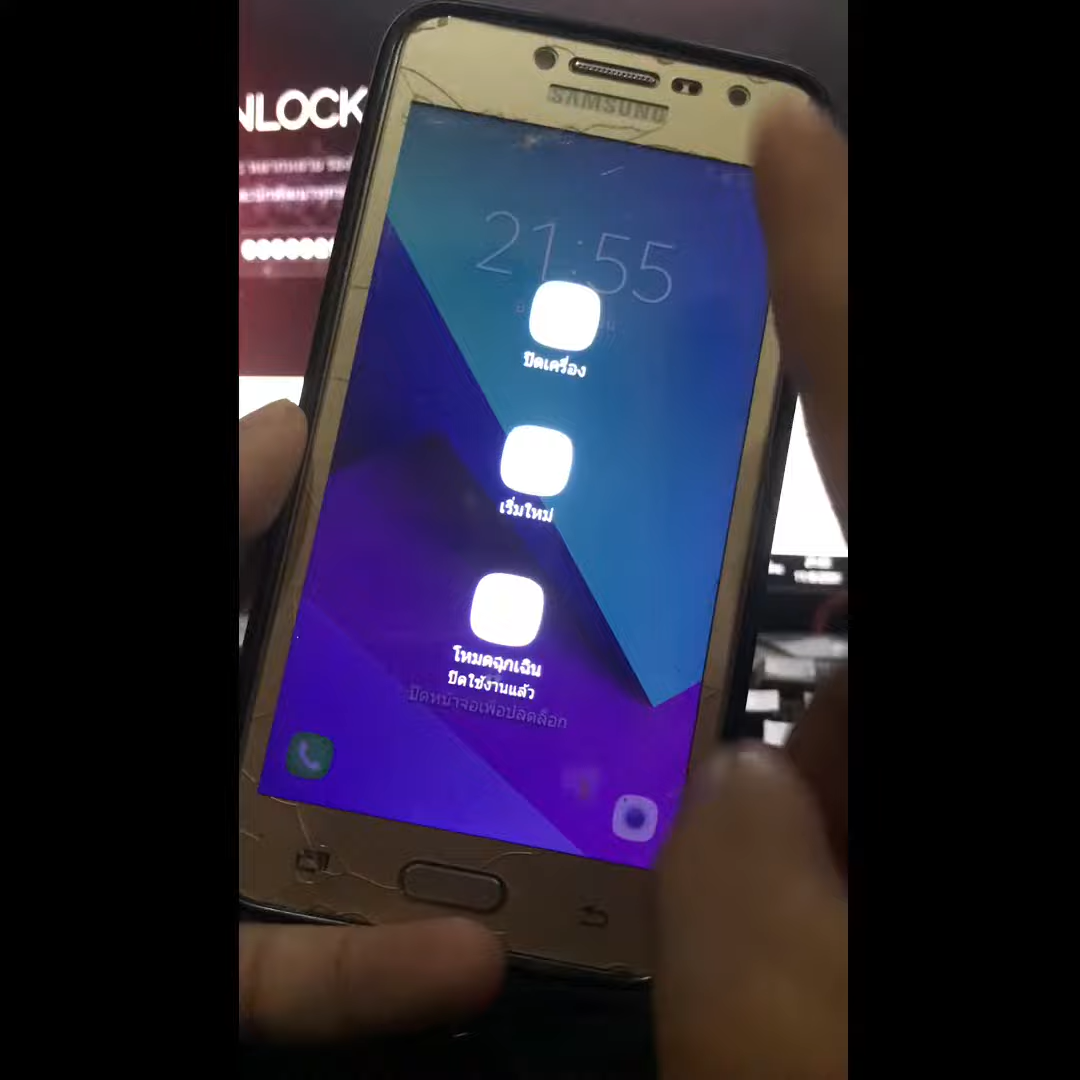 NLOCK
SAMSUNG
21:55
ปิดเครื่อง
เริ่มใหม่
โหมดฉุกเฉิน
ปิดใช้งานแล้ว
ปัดหน้าจอเพื่อปลดล็อก